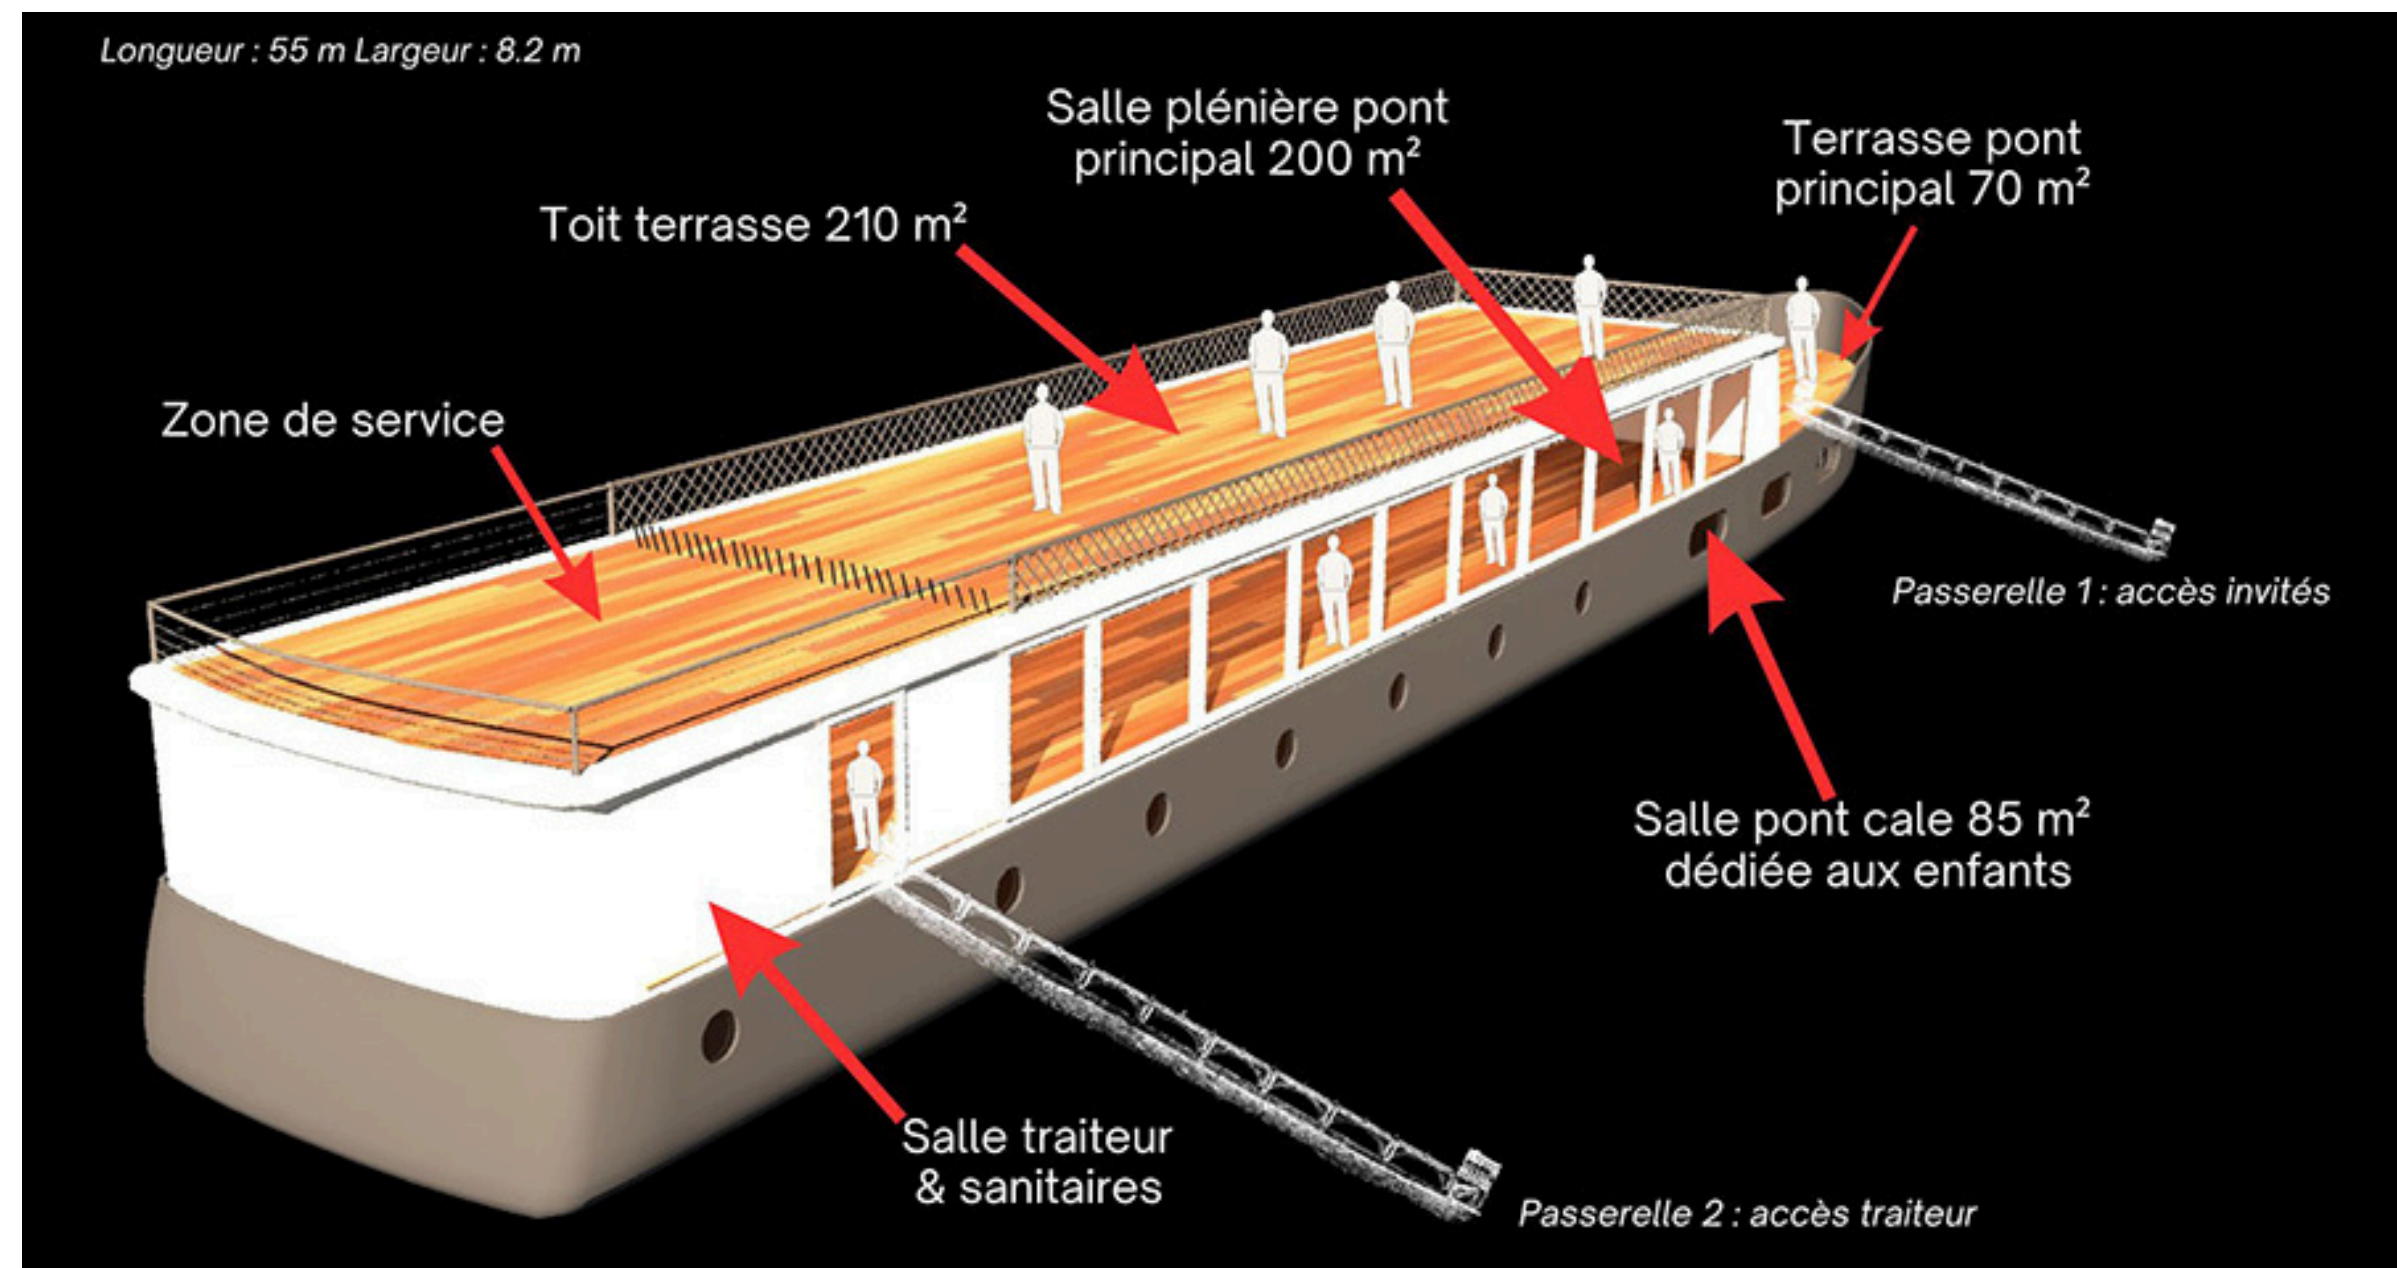 Longueur : 55 m Largeur : 8.2 m
Salle plénière pont
principal 200 m²
Terrasse pont
principal 70 m²
Toit terrasse 210 m²
Zone de service
Passerelle 1 : accès invités
Salle pont cale 85 m²
dédiée aux enfants
Salle traiteur
& sanitaires
Passerelle 2 : accès traiteur